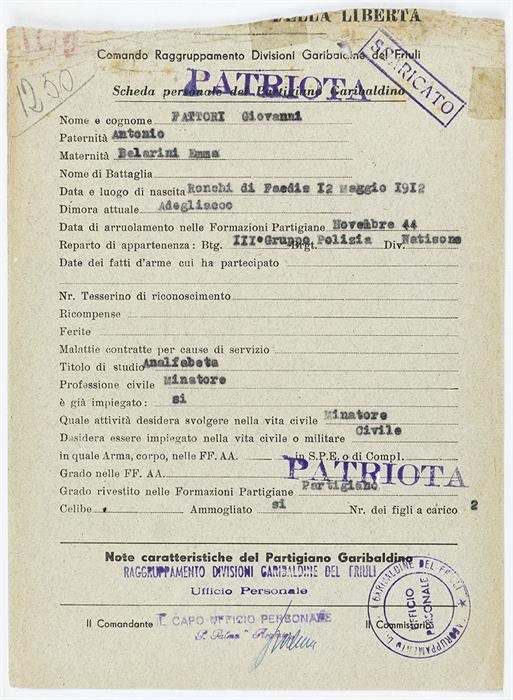 DELLA LIBERTÀ
Comando Raggruppamento Divisioni Garibaldine del Friuli
SCARICATO
PATRIOTA
1250
Scheda personale del Partigiano Garibaldino
Nome e cognome FATTORI Giovanni
Paternità Antonio
Maternità Belarini Emma
Nome di Battaglia
Data e luogo di nascita Ronchi di Faedis 12 Maggio 1912
Dimora attuale Adegliacoc
Data di arruolamento nelle Formazioni Partigiane Novembre 44
Reparto di appartenenza: Btg. III° Gruppo Brgt. Polizia Div. Natisone
Date dei fatti d'arme cui ha partecipato
Nr. Tesserino di riconoscimento
Ricompense
Ferite
Malattie contratte per cause di servizio
Titolo di studio Analfabeta
Professione civile Minatore
è già impiegato: si
Quale attività desidera svolgere nella vita civile Minatore
Desidera essere impiegato nella vita civile o militare Civile
in quale Arma, corpo, nelle FF. AA. in S.P.E. o di Compl.
Grado nelle FF. AA.
PATRIOTA
Grado rivestito nelle Formazioni Partigiane Partigiano
Celibe Ammogliato si Nr. dei figli a carico 2
Note caratteristiche del Partigiano Garibaldino
RAGGRUPPAMENTO DIVISIONI GARIBALDINE DEL FRIULI
Ufficio Personale
Il Comandante IL CAPO UFFICIO PERSONALE Il Commissario
GARIBALDINE DEL FRIULI
UFFICIO
PERSONALE